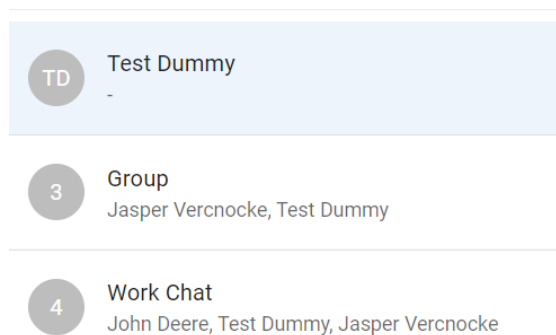 TD
Test Dummy
-
3
Group
Jasper Vercnocke, Test Dummy
4
Work Chat
John Deere, Test Dummy, Jasper Vercnocke